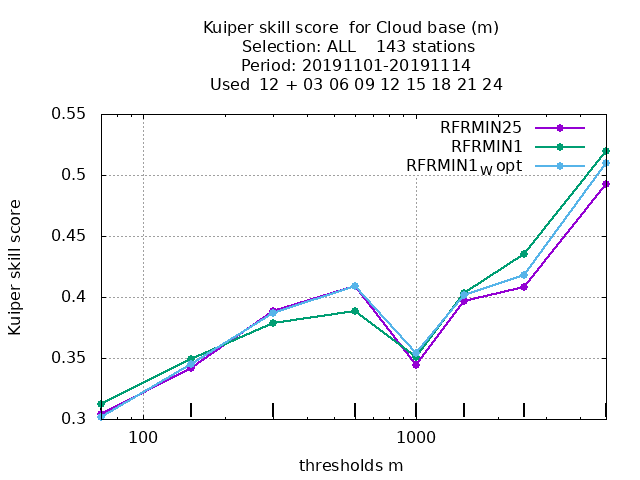 Kuiper skill score  for Cloud base (m)
Selection: ALL    143 stations
Period: 20191101-20191114
Used  12 + 03 06 09 12 15 18 21 24
0.55
0.5
0.45
0.4
0.35
0.3
Kuiper skill score
RFRMIN25
RFRMIN1
RFRMIN1W opt
100
1000
thresholds m